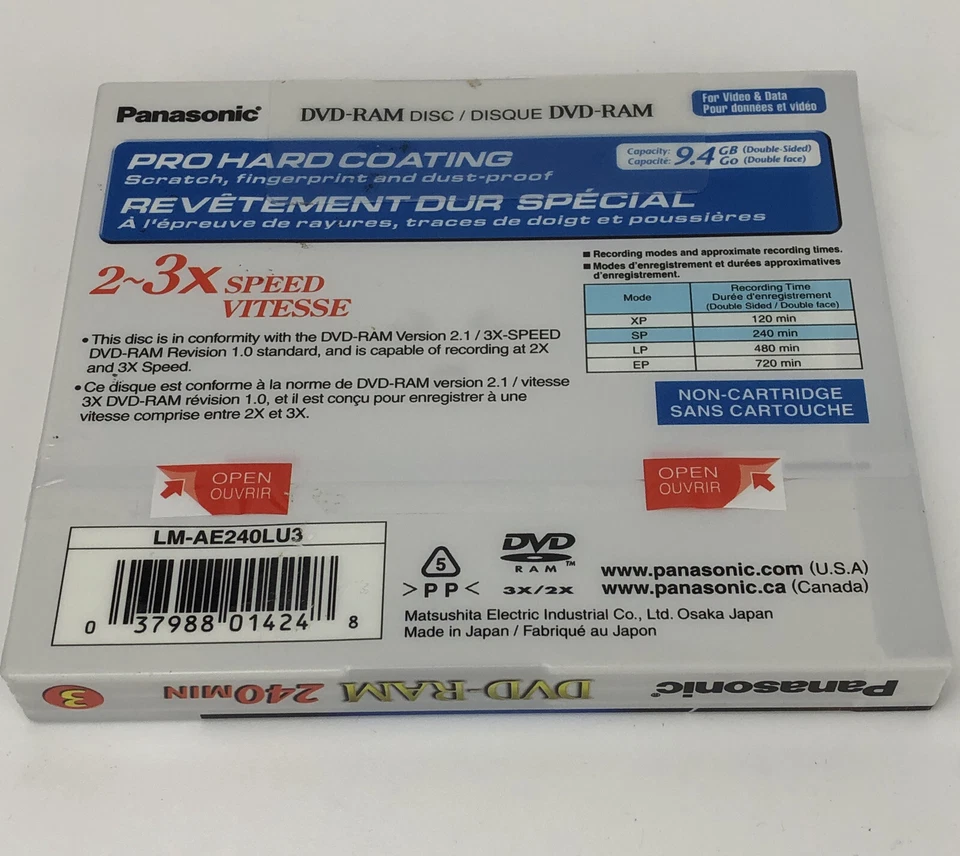 Panasonic®
DVD-RAM DISC / DISQUE DVD-RAM
For Video & Data
Pour données et vidéo
PRO HARD COATING
Scratch, fingerprint and dust-proof
Capacity: 9.4 GB (Double-Sided)
Capacité: Go (Double face)
REVÊTEMENT DUR SPÉCIAL
À l'épreuve de rayures, traces de doigt et poussières
2~3X SPEED
VITESSE
• This disc is in conformity with the DVD-RAM Version 2.1 / 3X-SPEED
DVD-RAM Revision 1.0 standard, and is capable of recording at 2X
and 3X Speed.
• Ce disque est conforme à la norme de DVD-RAM version 2.1 / vitesse
3X DVD-RAM révision 1.0, et il est conçu pour enregistrer à une
vitesse comprise entre 2X et 3X.
■ Recording modes and approximate recording times.
■ Modes d'enregistrement et durées approximatives
d'enregistrement.
Mode Recording Time
Durée d'enregistrement
(Double Sided / Double face)
XP 120 min
SP 240 min
LP 480 min
EP 720 min
NON-CARTRIDGE
SANS CARTOUCHE
OPEN
OUVRIR
OPEN
OUVRIR
LM-AE240LU3
0 37988 01424 8
5
>PP<
DVD
RAM™
3X/2X
www.panasonic.com (U.S.A)
www.panasonic.ca (Canada)
Matsushita Electric Industrial Co., Ltd. Osaka Japan
Made in Japan / Fabriqué au Japon
Panasonic® DVD-RAM 240MIN 3